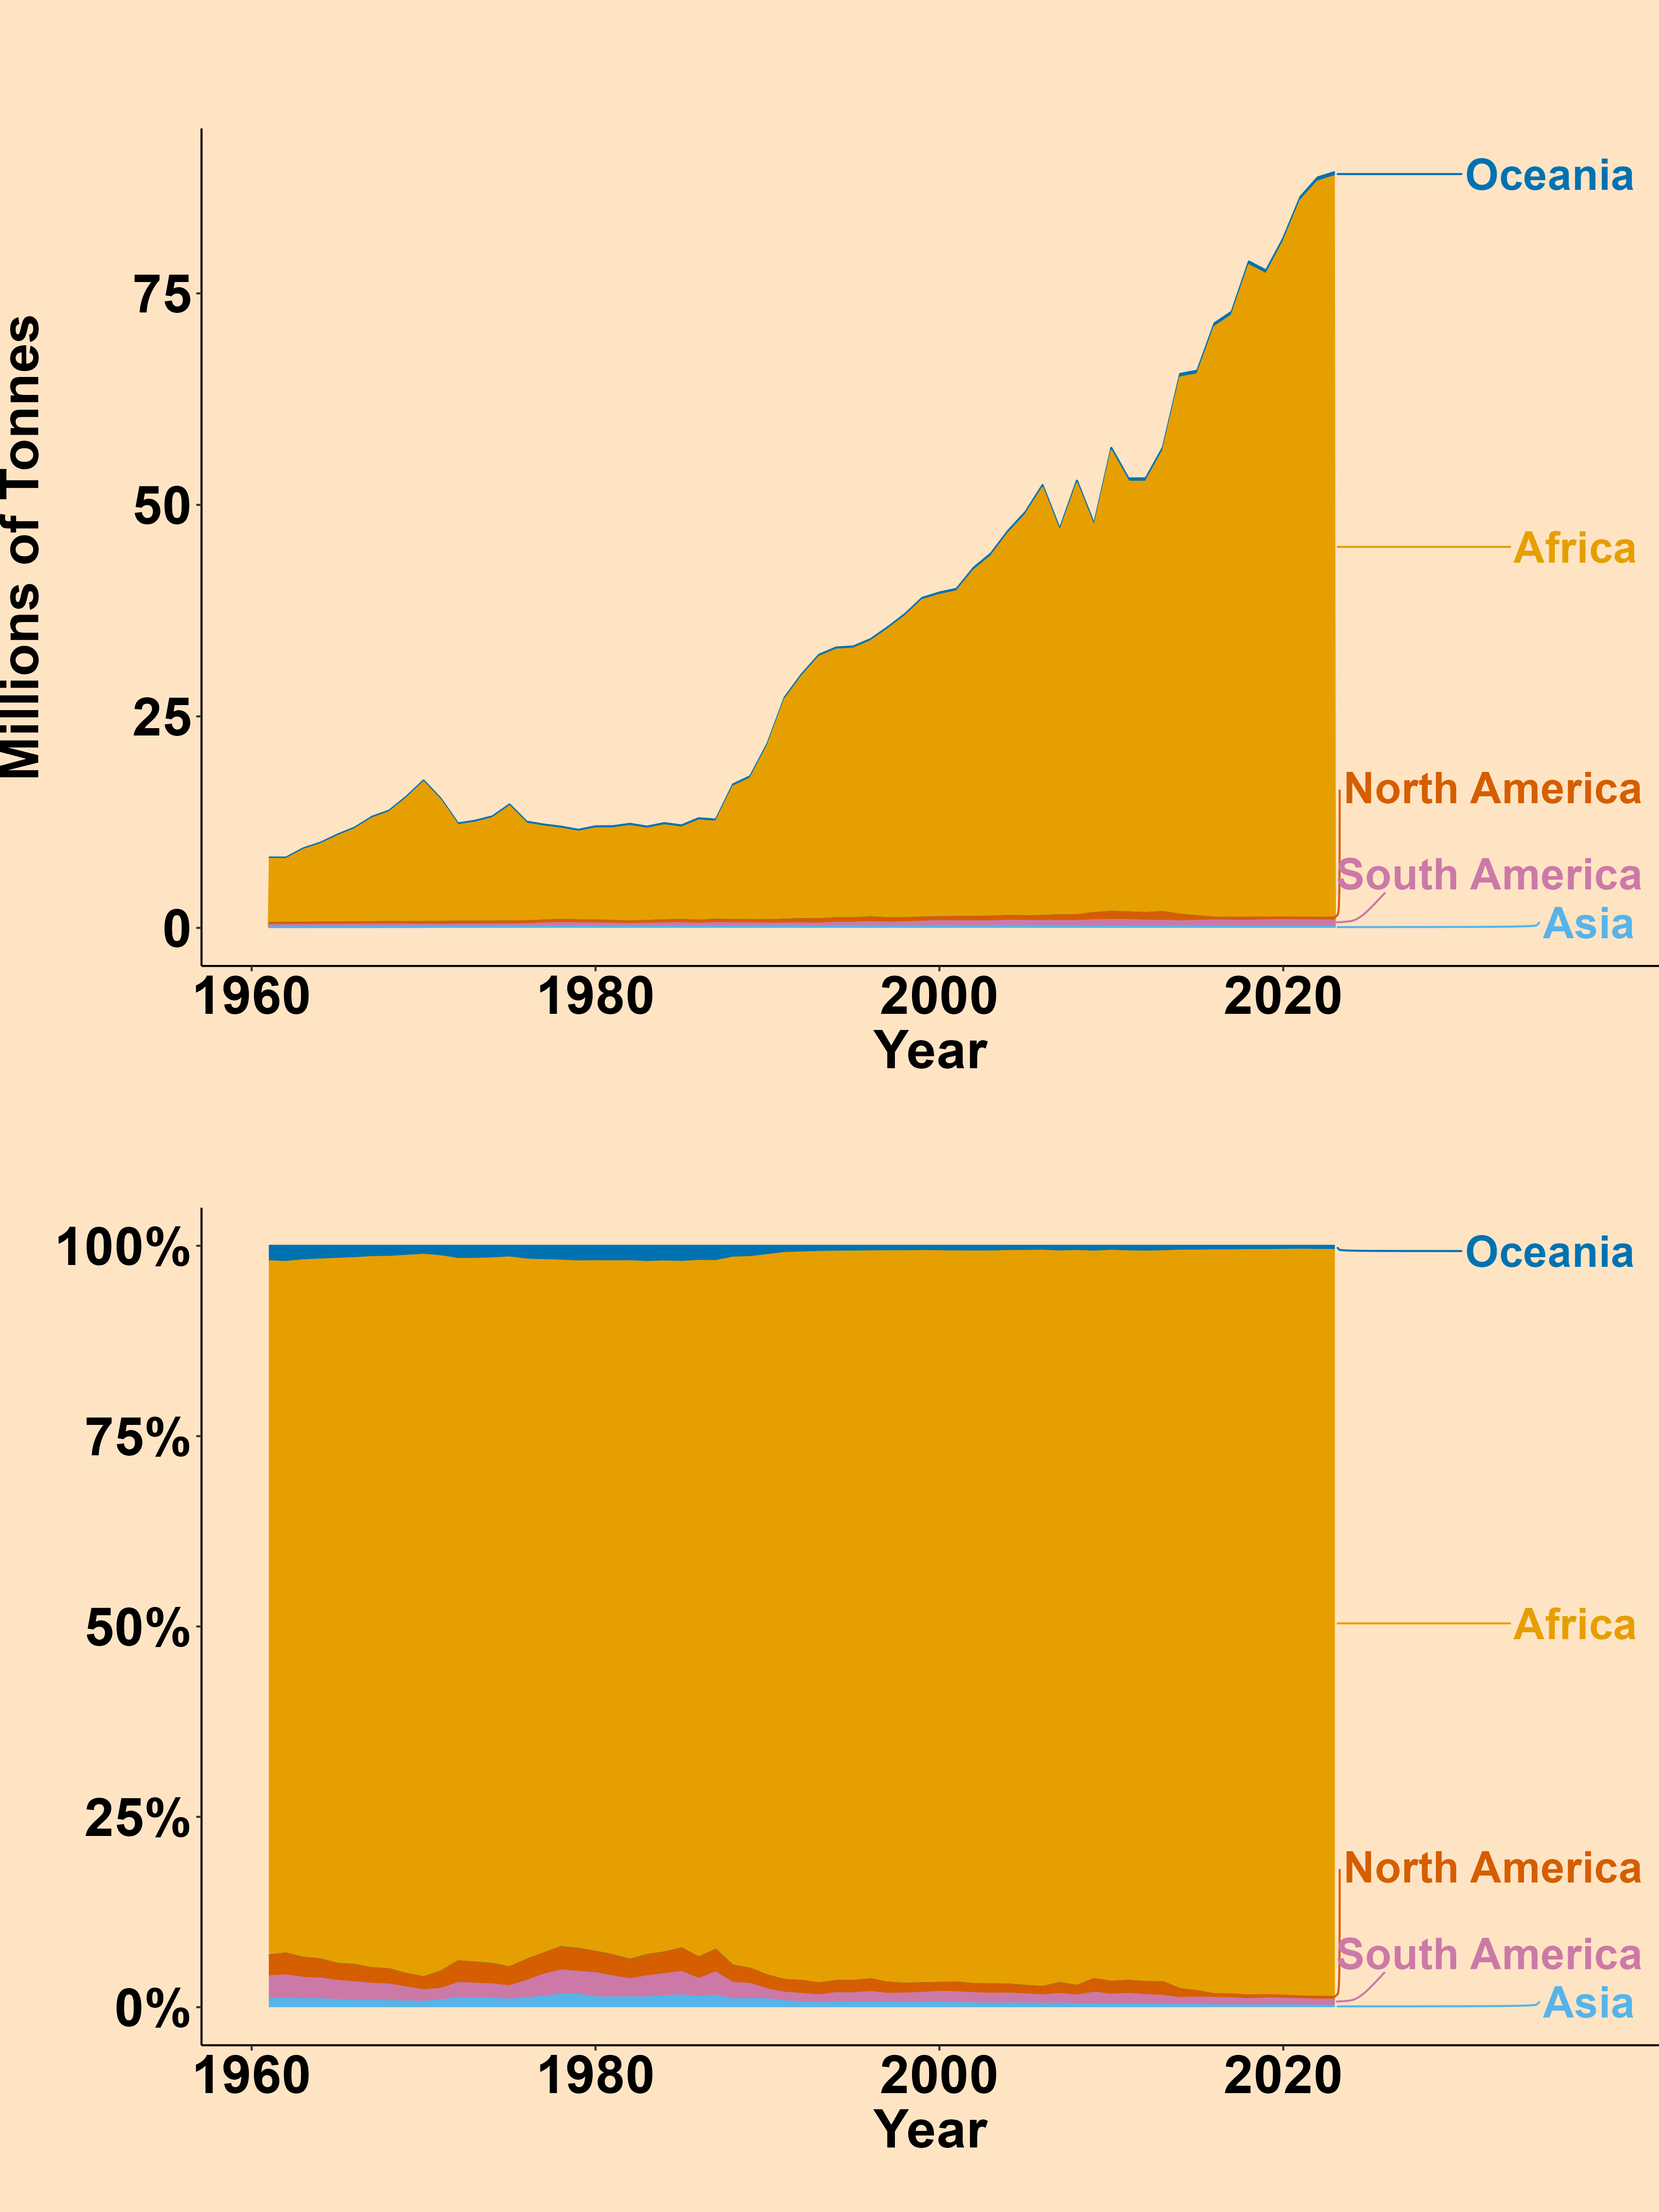 Millions of Tonnes
75
50
25
0
1960 1980 2000 2020
Year
Oceania
Africa
North America
South America
Asia
100%
75%
50%
25%
0%
1960 1980 2000 2020
Year
Oceania
Africa
North America
South America
Asia